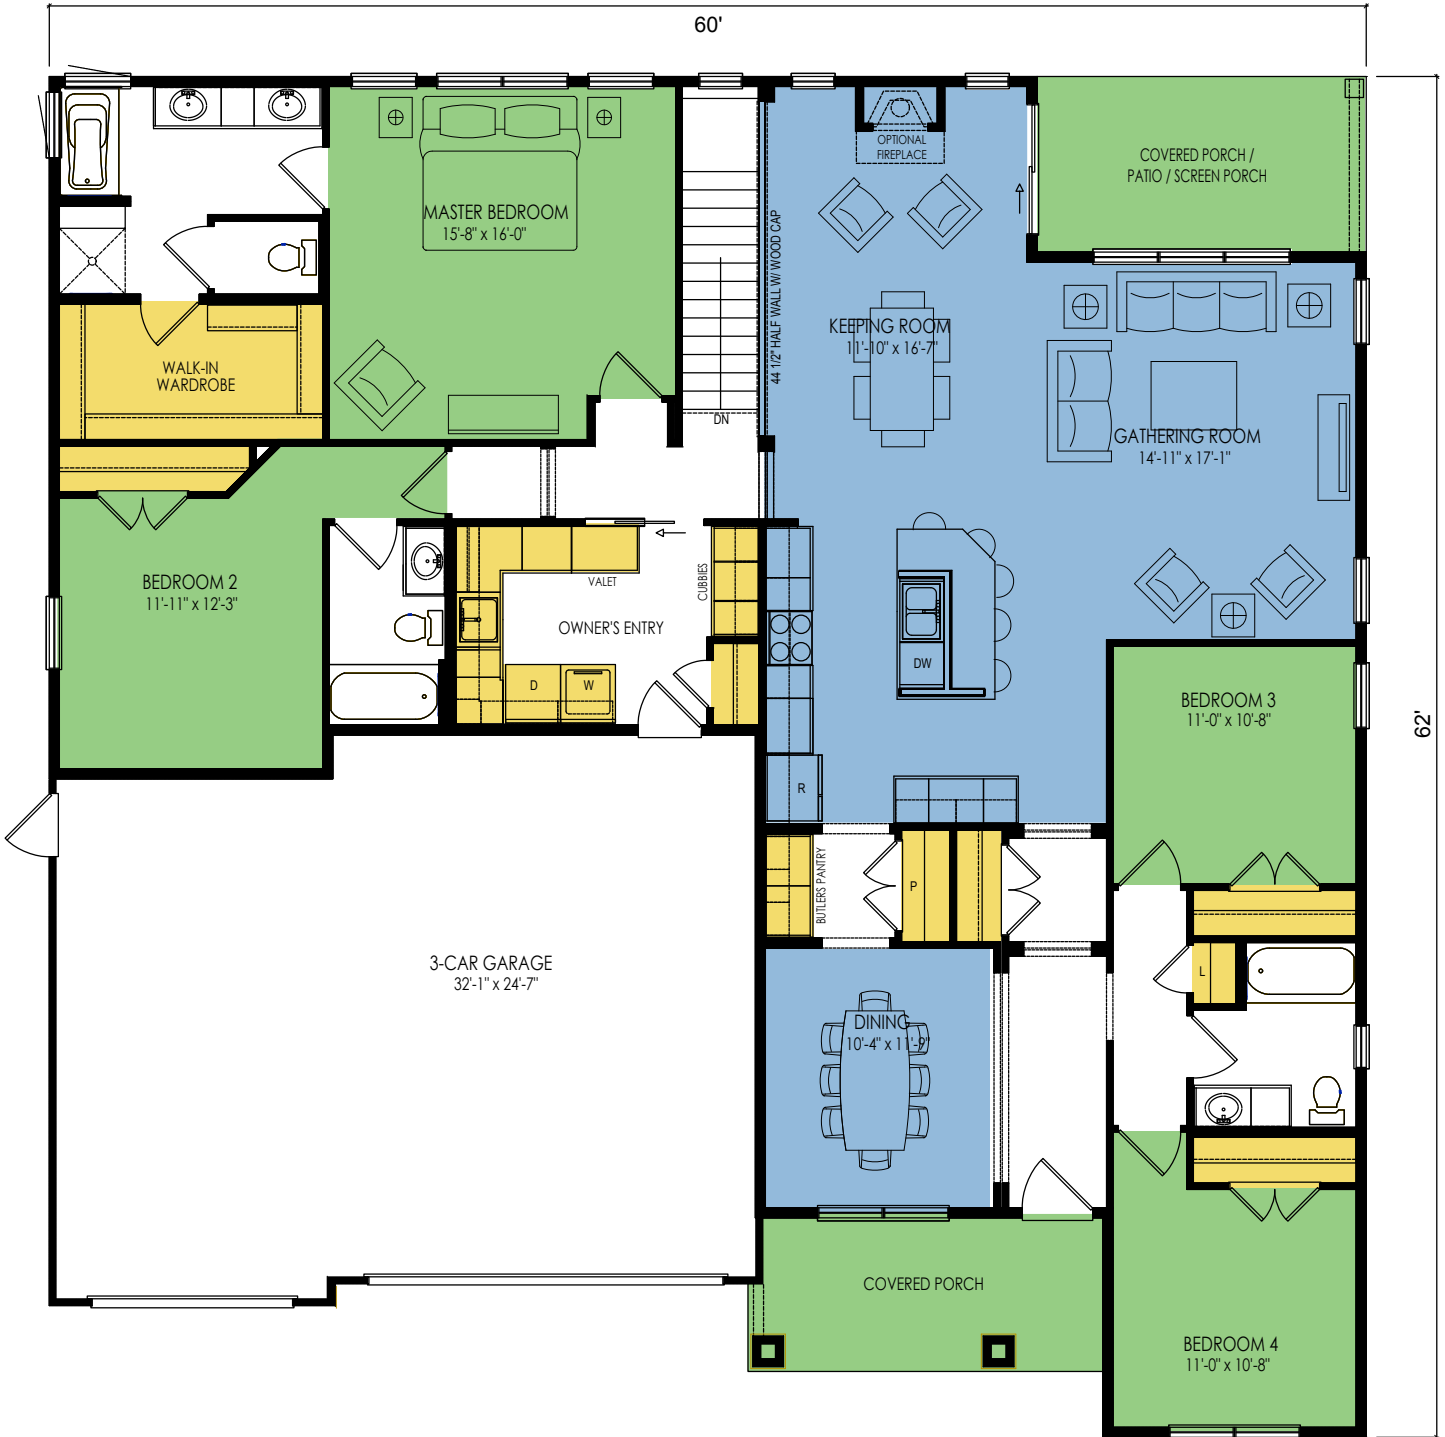 60'
OPTIONAL
FIREPLACE
COVERED PORCH /
PATIO / SCREEN PORCH
MASTER BEDROOM
15'-8" x 16'-0"
44 1/2" HALF WALL W/ WOOD CAP
KEEPING ROOM
11'-10" x 16'-7"
WALK-IN
WARDROBE
DN
GATHERING ROOM
14'-11" x 17'-1"
BEDROOM 2
11'-11" x 12'-3"
VALET
CUBBIES
OWNER'S ENTRY
D
W
DW
BEDROOM 3
11'-0" x 10'-8"
62'
R
BUTLERS PANTRY
P
3-CAR GARAGE
32'-1" x 24'-7"
L
DINING
10'-4" x 11'-9"
COVERED PORCH
BEDROOM 4
11'-0" x 10'-8"